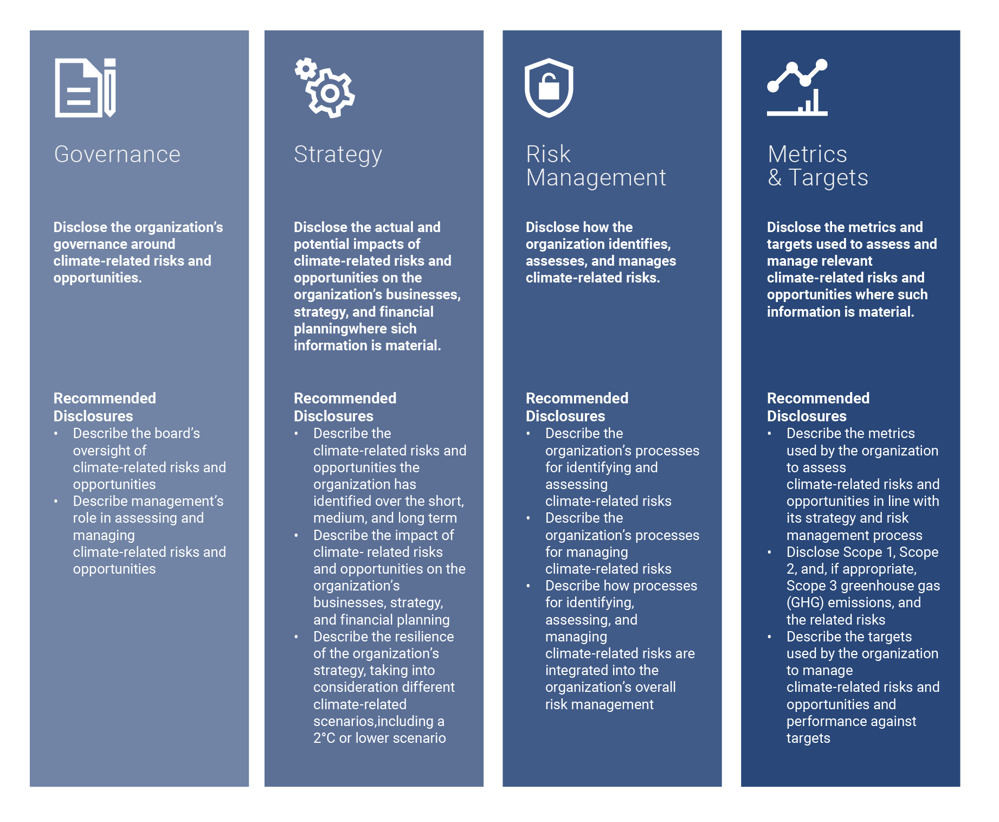 Governance
Disclose the organization’s
governance around
climate-related risks and
opportunities.
Recommended
Disclosures
• Describe the board’s
oversight of
climate-related risks and
opportunities
• Describe management’s
role in assessing and
managing
climate-related risks and
opportunities
Strategy
Disclose the actual and
potential impacts of
climate-related risks and
opportunities on the
organization’s businesses,
strategy, and financial
planningwhere sich
information is material.
Recommended
Disclosures
• Describe the
climate-related risks and
opportunities the
organization has
identified over the short,
medium, and long term
• Describe the impact of
climate- related risks
and opportunities on the
organization’s
businesses, strategy,
and financial planning
• Describe the resilience
of the organization’s
strategy, taking into
consideration different
climate-related
scenarios,including a
2°C or lower scenario
Risk
Management
Disclose how the
organization identifies,
assesses, and manages
climate-related risks.
Recommended
Disclosures
• Describe the
organization’s processes
for identifying and
assessing
climate-related risks
• Describe the
organization’s processes
for managing
climate-related risks
• Describe how processes
for identifying,
assessing, and
managing
climate-related risks are
integrated into the
organization’s overall
risk management
Metrics
& Targets
Disclose the metrics and
targets used to assess and
manage relevant
climate-related risks and
opportunities where such
information is material.
Recommended
Disclosures
• Describe the metrics
used by the organization
to assess
climate-related risks and
opportunities in line with
its strategy and risk
management process
• Disclose Scope 1, Scope
2, and, if appropriate,
Scope 3 greenhouse gas
(GHG) emissions, and
the related risks
• Describe the targets
used by the organization
to manage
climate-related risks and
opportunities and
performance against
targets